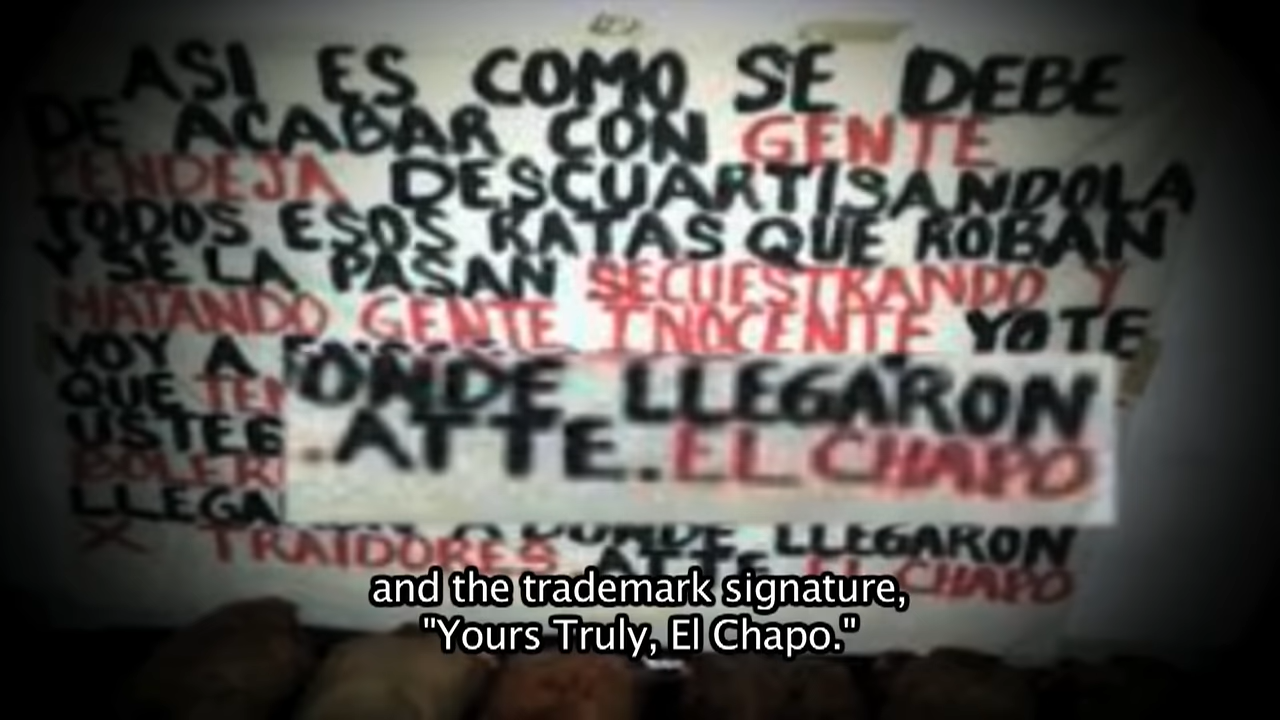 ASI ES COMO SE DEBE
DE ACABAR CON GENTE
PENDEJA DESCUARTISANDOLA
TODOS ESOS RATAS QUE ROBAN
Y SE LA PASAN SECUESTRANDO Y
MATANDO GENTE INOCENTE YO TE
VOY A
QUE
ONDE LLEGARON
.ATTE. EL CHAPO
LLEGA
A DONDE LLEGARON
X TRAIDORES ATTE EL CHAPO
and the trademark signature,
"Yours Truly, El Chapo."